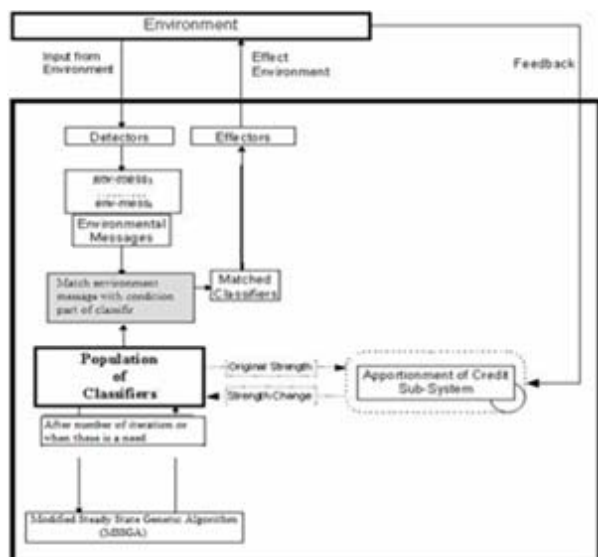 Environment
Input from
Environment
Effect
Environment
Feedback
Detectors
Effectors
env-mess₁
env-mess
Environmental
Messages
Match environment
message with condition
part of classifir
Matched
Classifiers
Population
of
Classifiers
Original Strength
Strength Change
Apportionment of Credit
Sub-System
After number of iteration or
when there is a need
Modified Steady State Genetic Algorithm
(MSSGA)